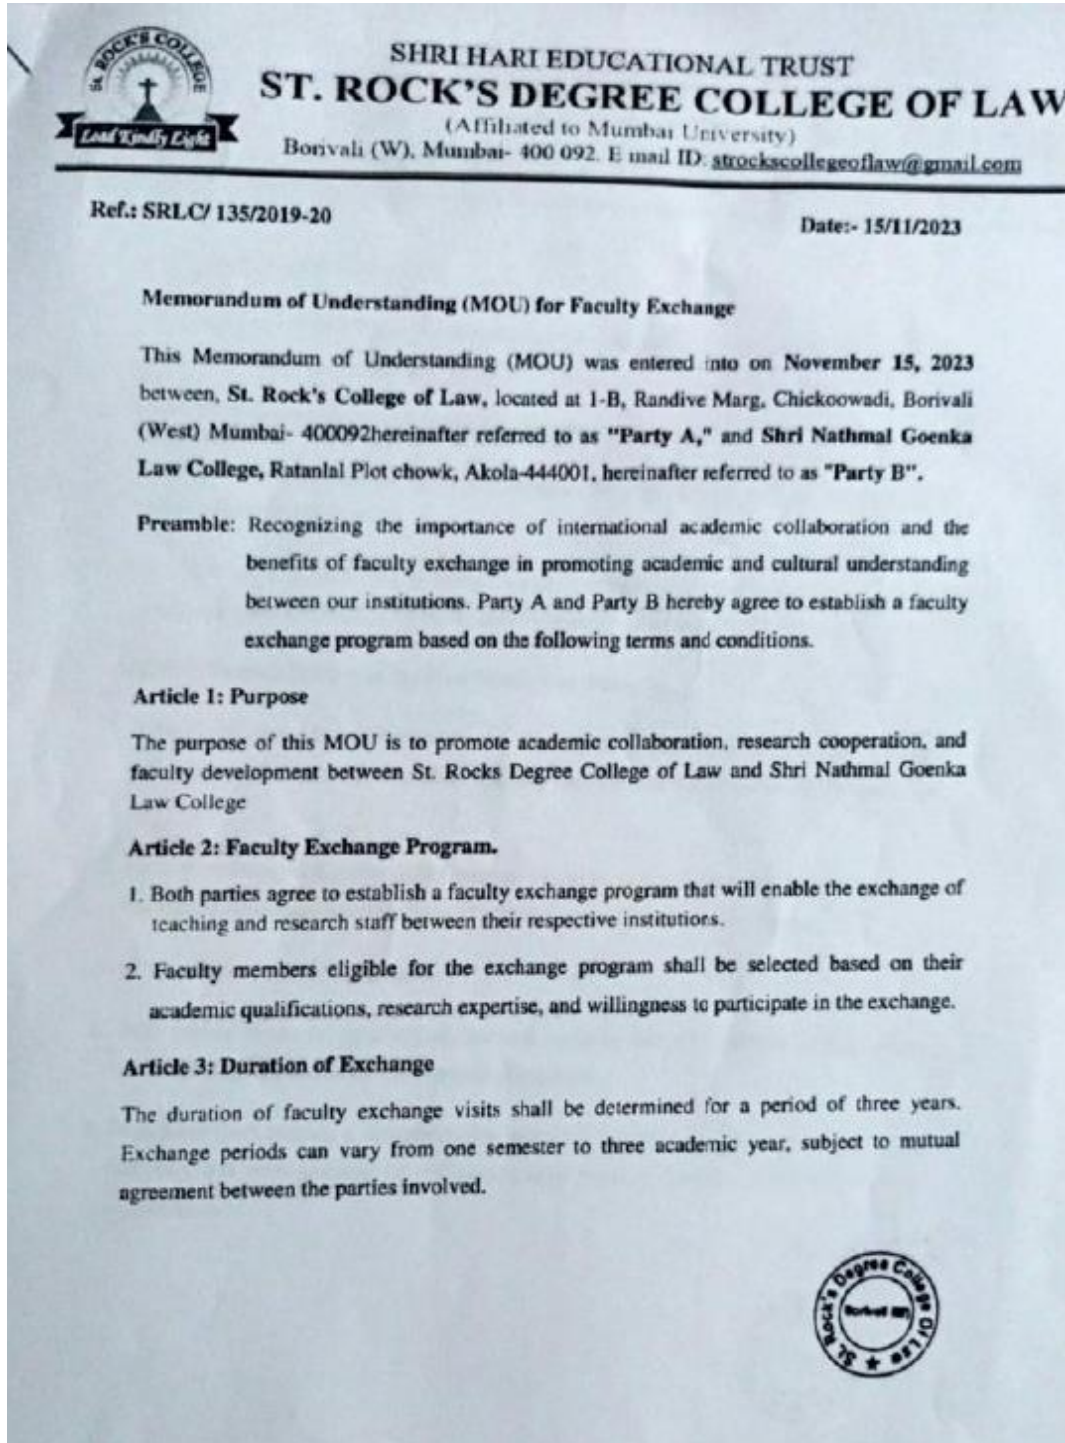 ST. ROCK'S COLLEGE
Lead Kindly Light
SHRI HARI EDUCATIONAL TRUST
ST. ROCK'S DEGREE COLLEGE OF LAW
(Affiliated to Mumbai University)
Borivali (W), Mumbai- 400 092. E mail ID: strockscollegeoflaw@gmail.com
Ref.: SRLC/ 135/2019-20
Date:- 15/11/2023
Memorandum of Understanding (MOU) for Faculty Exchange
This Memorandum of Understanding (MOU) was entered into on November 15, 2023
between, St. Rock's College of Law, located at 1-B, Randive Marg, Chickoowadi, Borivali
(West) Mumbai- 400092hereinafter referred to as "Party A," and Shri Nathmal Goenka
Law College, Ratanlal Plot chowk, Akola-444001, hereinafter referred to as "Party B".
Preamble: Recognizing the importance of international academic collaboration and the
benefits of faculty exchange in promoting academic and cultural understanding
between our institutions. Party A and Party B hereby agree to establish a faculty
exchange program based on the following terms and conditions.
Article 1: Purpose
The purpose of this MOU is to promote academic collaboration, research cooperation, and
faculty development between St. Rocks Degree College of Law and Shri Nathmal Goenka
Law College
Article 2: Faculty Exchange Program.
1. Both parties agree to establish a faculty exchange program that will enable the exchange of
teaching and research staff between their respective institutions.
2. Faculty members eligible for the exchange program shall be selected based on their
academic qualifications, research expertise, and willingness to participate in the exchange.
Article 3: Duration of Exchange
The duration of faculty exchange visits shall be determined for a period of three years.
Exchange periods can vary from one semester to three academic year, subject to mutual
agreement between the parties involved.
St. Rock's Degree College Of Law